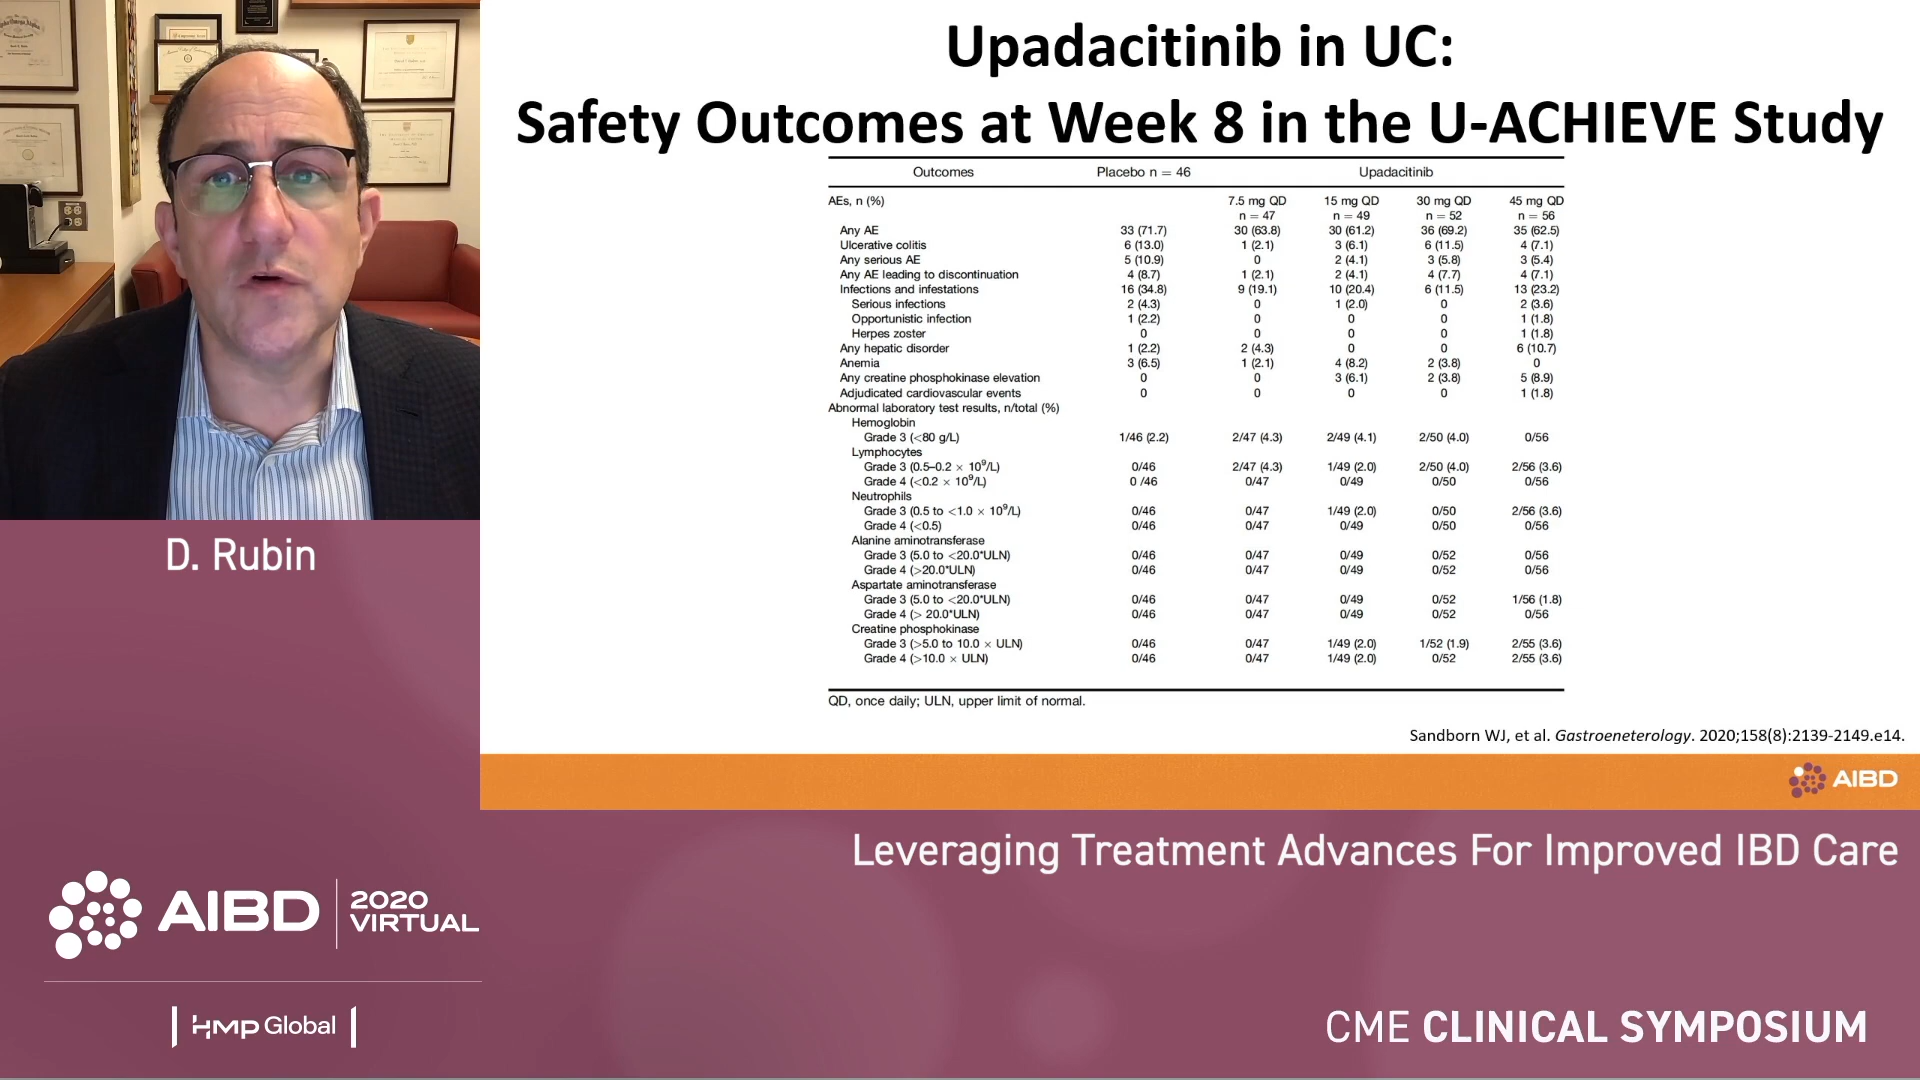 Upadacitinib in UC:
Safety Outcomes at Week 8 in the U-ACHIEVE Study
Outcomes Placebo n = 46 Upadacitinib
AEs, n (%) 7.5 mg QD 15 mg QD 30 mg QD 45 mg QD
n = 47 n = 49 n = 52 n = 56
Any AE 33 (71.7) 30 (63.8) 30 (61.2) 36 (69.2) 35 (62.5)
Ulcerative colitis 6 (13.0) 1 (2.1) 3 (6.1) 6 (11.5) 4 (7.1)
Any serious AE 5 (10.9) 0 2 (4.1) 3 (5.8) 3 (5.4)
Any AE leading to discontinuation 4 (8.7) 1 (2.1) 2 (4.1) 4 (7.7) 4 (7.1)
Infections and infestations 16 (34.8) 9 (19.1) 10 (20.4) 6 (11.5) 13 (23.2)
Serious infections 2 (4.3) 0 1 (2.0) 0 2 (3.6)
Opportunistic infection 1 (2.2) 0 0 0 1 (1.8)
Herpes zoster 0 0 0 0 1 (1.8)
Any hepatic disorder 1 (2.2) 2 (4.3) 0 0 6 (10.7)
Anemia 3 (6.5) 1 (2.1) 4 (8.2) 2 (3.8) 0
Any creatine phosphokinase elevation 0 0 3 (6.1) 2 (3.8) 5 (8.9)
Adjudicated cardiovascular events 0 0 0 0 1 (1.8)
Abnormal laboratory test results, n/total (%)
Hemoglobin
Grade 3 (<80 g/L) 1/46 (2.2) 2/47 (4.3) 2/49 (4.1) 2/50 (4.0) 0/56
Lymphocytes
Grade 3 (0.5–0.2 × 10⁹/L) 0/46 2/47 (4.3) 1/49 (2.0) 2/50 (4.0) 2/56 (3.6)
Grade 4 (<0.2 × 10⁹/L) 0 /46 0/47 0/49 0/50 0/56
Neutrophils
Grade 3 (0.5 to <1.0 × 10⁹/L) 0/46 0/47 1/49 (2.0) 0/50 2/56 (3.6)
Grade 4 (<0.5) 0/46 0/47 0/49 0/50 0/56
Alanine aminotransferase
Grade 3 (5.0 to <20.0*ULN) 0/46 0/47 0/49 0/52 0/56
Grade 4 (>20.0*ULN) 0/46 0/47 0/49 0/52 0/56
Aspartate aminotransferase
Grade 3 (5.0 to <20.0*ULN) 0/46 0/47 0/49 0/52 1/56 (1.8)
Grade 4 (> 20.0*ULN) 0/46 0/47 0/49 0/52 0/56
Creatine phosphokinase
Grade 3 (>5.0 to 10.0 × ULN) 0/46 0/47 1/49 (2.0) 1/52 (1.9) 2/55 (3.6)
Grade 4 (>10.0 × ULN) 0/46 0/47 1/49 (2.0) 0/52 2/55 (3.6)
QD, once daily; ULN, upper limit of normal.
Sandborn WJ, et al. Gastroeneterology. 2020;158(8):2139-2149.e14.
AIBD
D. Rubin
Leveraging Treatment Advances For Improved IBD Care
AIBD 2020
VIRTUAL
HMP Global
CME CLINICAL SYMPOSIUM